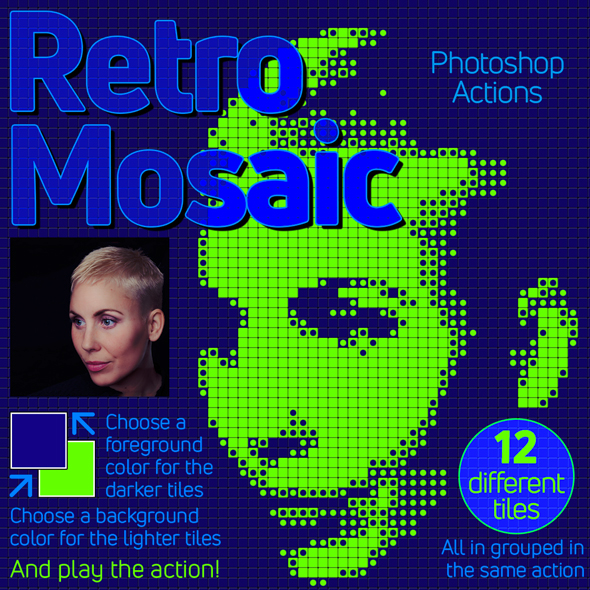 Retro
Mosaic
Photoshop
Actions
Choose a
foreground
color for the
darker tiles
Choose a background
color for the lighter tiles
And play the action!
12
different
tiles
All in grouped in
the same action